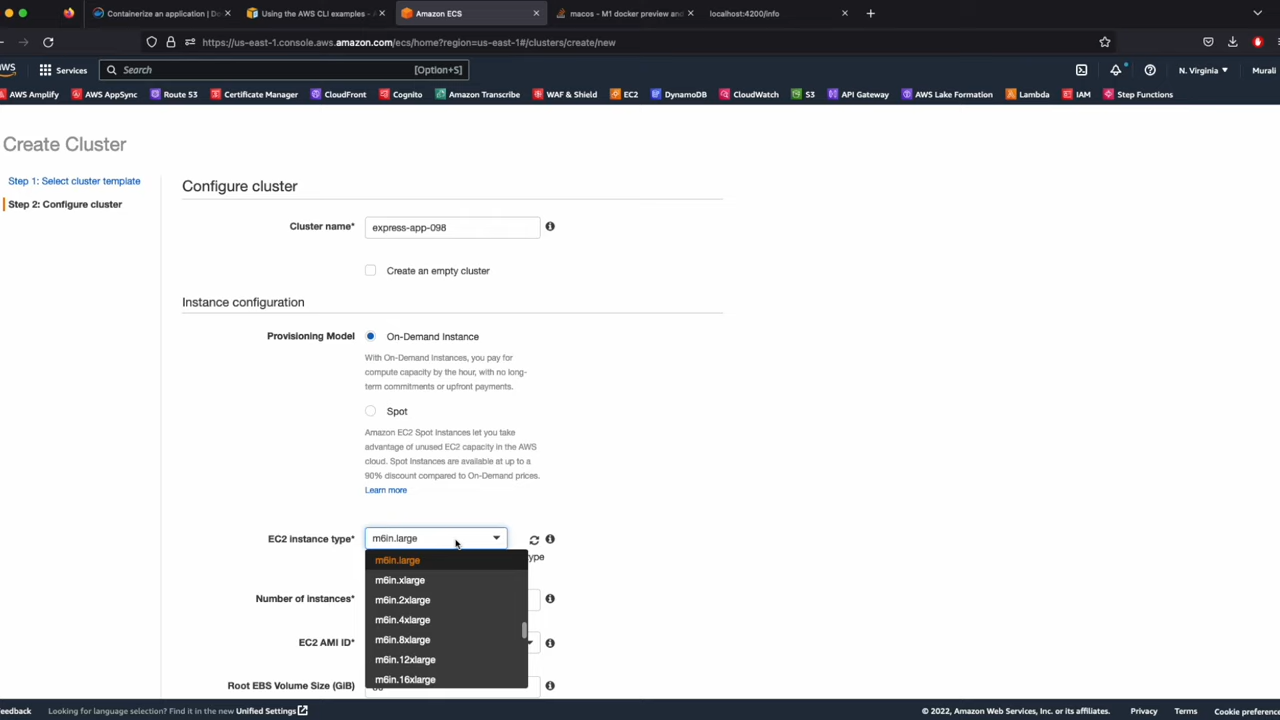 Containerize an application | De
Using the AWS CLI examples - A
Amazon ECS
macos - M1 docker preview and
localhost:4200/info
https://us-east-1.console.aws.amazon.com/ecs/home?region=us-east-1#/clusters/create/new
aws
Services
Search
[Option+S]
N. Virginia
Murali
AWS Amplify
AWS AppSync
Route 53
Certificate Manager
CloudFront
Cognito
Amazon Transcribe
WAF & Shield
EC2
DynamoDB
CloudWatch
S3
API Gateway
AWS Lake Formation
Lambda
IAM
Step Functions
Create Cluster
Step 1: Select cluster template
Step 2: Configure cluster
Configure cluster
Cluster name*
express-app-098
Create an empty cluster
Instance configuration
Provisioning Model
On-Demand Instance
With On-Demand Instances, you pay for
compute capacity by the hour, with no long-
term commitments or upfront payments.
Spot
Amazon EC2 Spot Instances let you take
advantage of unused EC2 capacity in the AWS
cloud. Spot Instances are available at up to a
90% discount compared to On-Demand prices.
Learn more
EC2 instance type*
m6in.large
m6in.large
ype
m6in.xlarge
m6in.2xlarge
Number of instances*
m6in.4xlarge
m6in.8xlarge
EC2 AMI ID*
m6in.12xlarge
m6in.16xlarge
Root EBS Volume Size (GiB)
eedback
Looking for language selection? Find it in the new Unified Settings
© 2022, Amazon Web Services, Inc. or its affiliates.
Privacy
Terms
Cookie preference